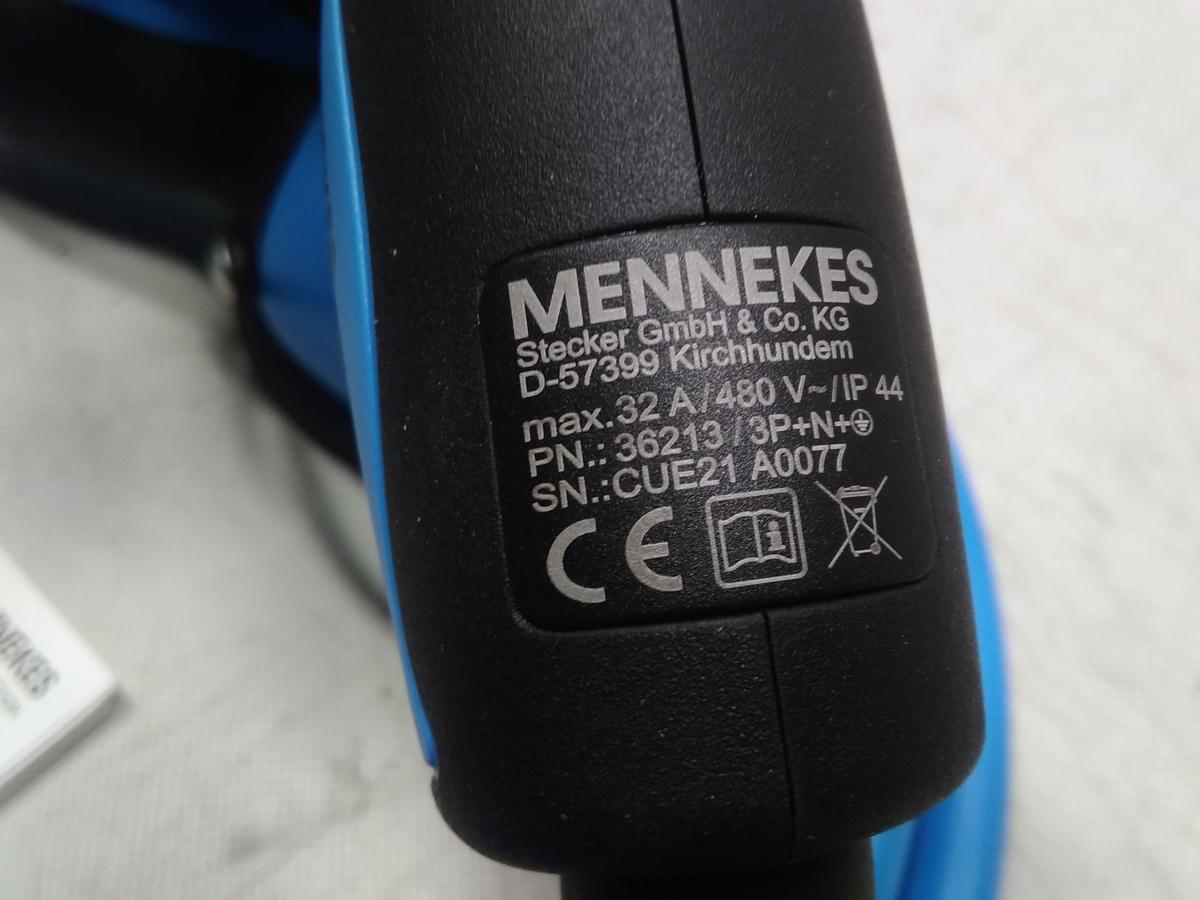 MENNEKES
Stecker GmbH & Co. KG
D-57399 Kirchhundem
max. 32 A / 480 V~ / IP 44
PN.: 36213 / 3P+N+⏚
SN.:CUE21 A0077
CE